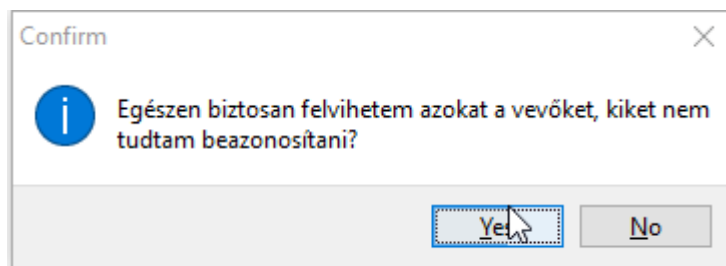 Confirm
Egészen biztosan felvihetem azokat a vevőket, kiket nem
tudtam beazonosítani?
Yes
No